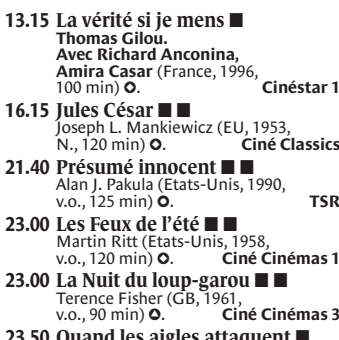 13.15 La vérité si je mens ■
Thomas Gilou.
Avec Richard Anconina,
Amira Casar (France, 1996,
100 min) ✪. Cinéstar 1
16.15 Jules César ■ ■
Joseph L. Mankiewicz (EU, 1953,
N., 120 min) ✪. Ciné Classics
21.40 Présumé innocent ■ ■
Alan J. Pakula (Etats-Unis, 1990,
v.o., 125 min) ✪. TSR
23.00 Les Feux de l'été ■ ■
Martin Ritt (Etats-Unis, 1958,
v.o., 120 min) ✪. Ciné Cinémas 1
23.00 La Nuit du loup-garou ■ ■
Terence Fisher (GB, 1961,
v.o., 90 min) ✪. Ciné Cinémas 3
23.50 Quand les aigles attaquent ■